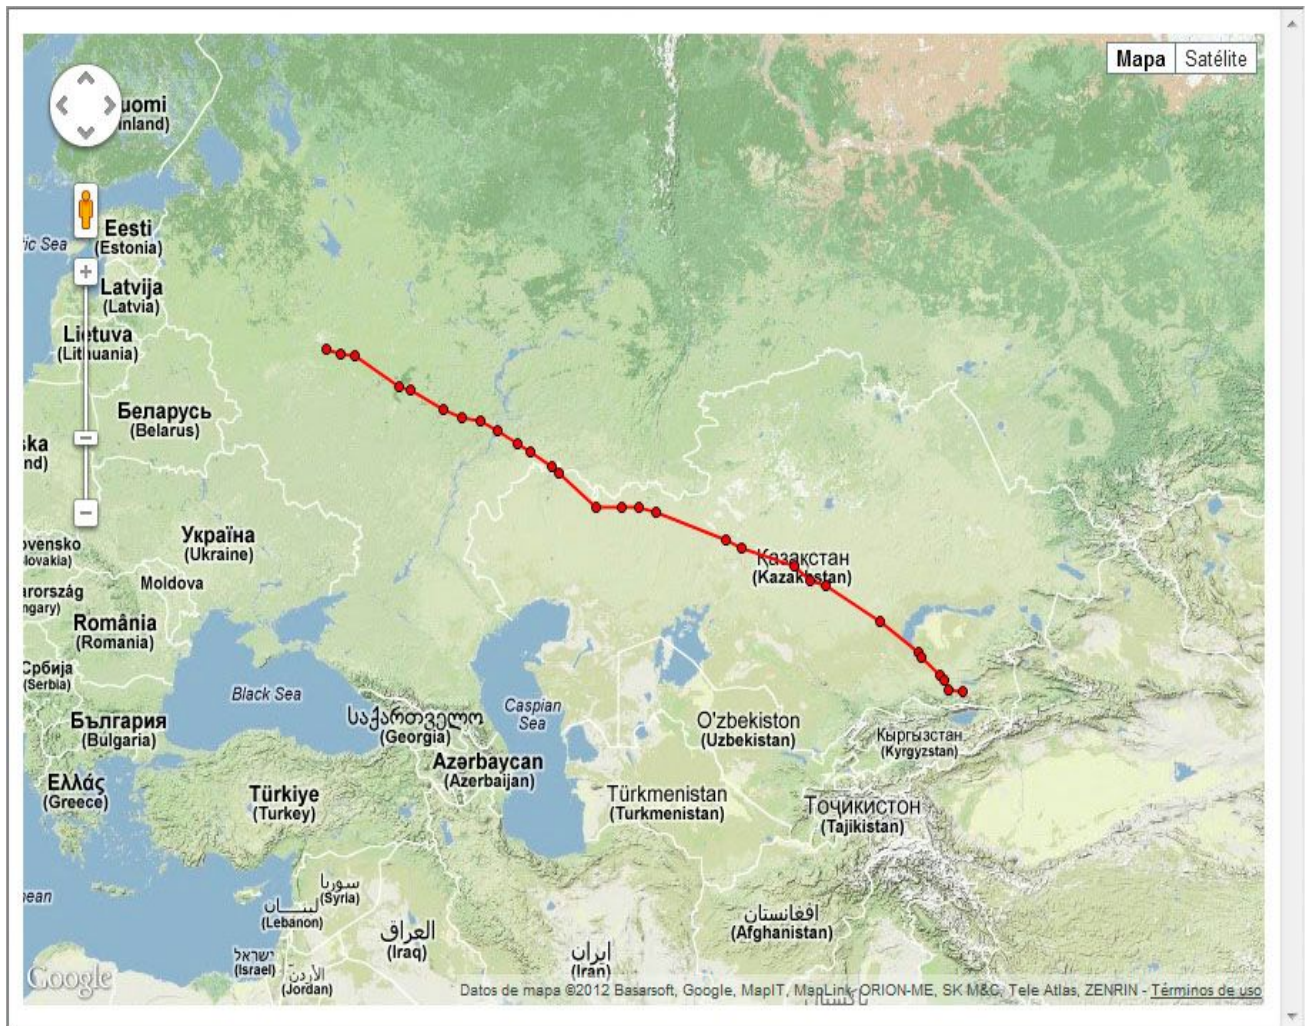 Mapa Satélite
uomi
inland)
Eesti
(Estonia)
ic Sea
Latvija
(Latvia)
Lietuva
(Lithuania)
Беларусь
(Belarus)
ska
nd)
Україна
(Ukraine)
ovensko
lovakia)
Moldova
arország
ngary)
România
(Romania)
Србија
(Serbia)
Black Sea
България
(Bulgaria)
Ελλάς
(Greece)
Türkiye
(Turkey)
საქართველო
(Georgia)
Azərbaycan
(Azerbaijan)
Caspian
Sea
Қазақстан
(Kazakhstan)
O'zbekiston
(Uzbekistan)
Кыргызстан
(Kyrgyzstan)
Türkmenistan
(Turkmenistan)
Тоҷикистон
(Tajikistan)
سوريا
(Syria)
لبنــــان
(Lebanon)
ישראל
(Israel)
الأردن
(Jordan)
العراق
(Iraq)
ایران
(Iran)
افغانستان
(Afghanistan)
ean
Google
Datos de mapa ©2012 Basarsoft, Google, MapIT, MapLink, ORION-ME, SK M&C, Tele Atlas, ZENRIN - Términos de uso